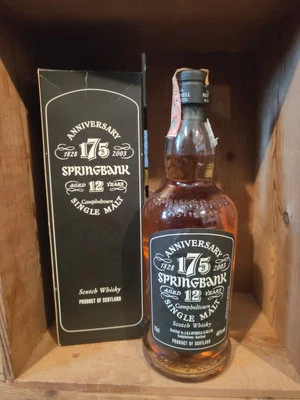 ANNIVERSARY
1828 175 2003
SPRINGBANK
AGED 12 YEARS
Campbeltown
SINGLE MALT
Scotch Whisky
PRODUCT OF SCOTLAND
ANNIVERSARY
1828 175 2003
SPRINGBANK
AGED 12 YEARS
Campbeltown
SINGLE MALT
Scotch Whisky
PRODUCT OF SCOTLAND